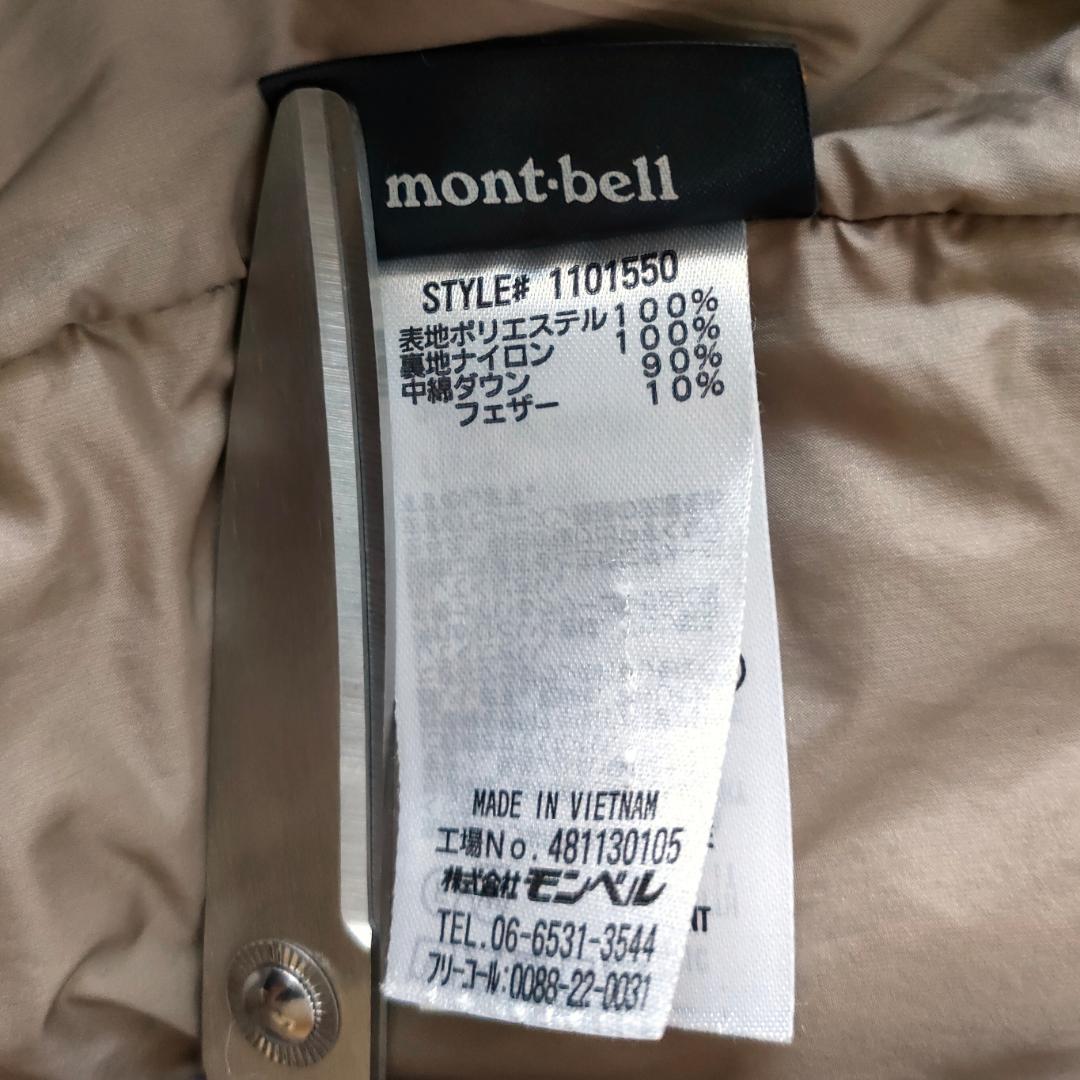 mont·bell
STYLE# 1101550
表地ポリエステル100%
裏地ナイロン 100%
中綿ダウン 90%
フェザー 10%
MADE IN VIETNAM
工場No. 481130105
株式会社モンベル
TEL.06-6531-3544
フリーコール:0088-22-0031